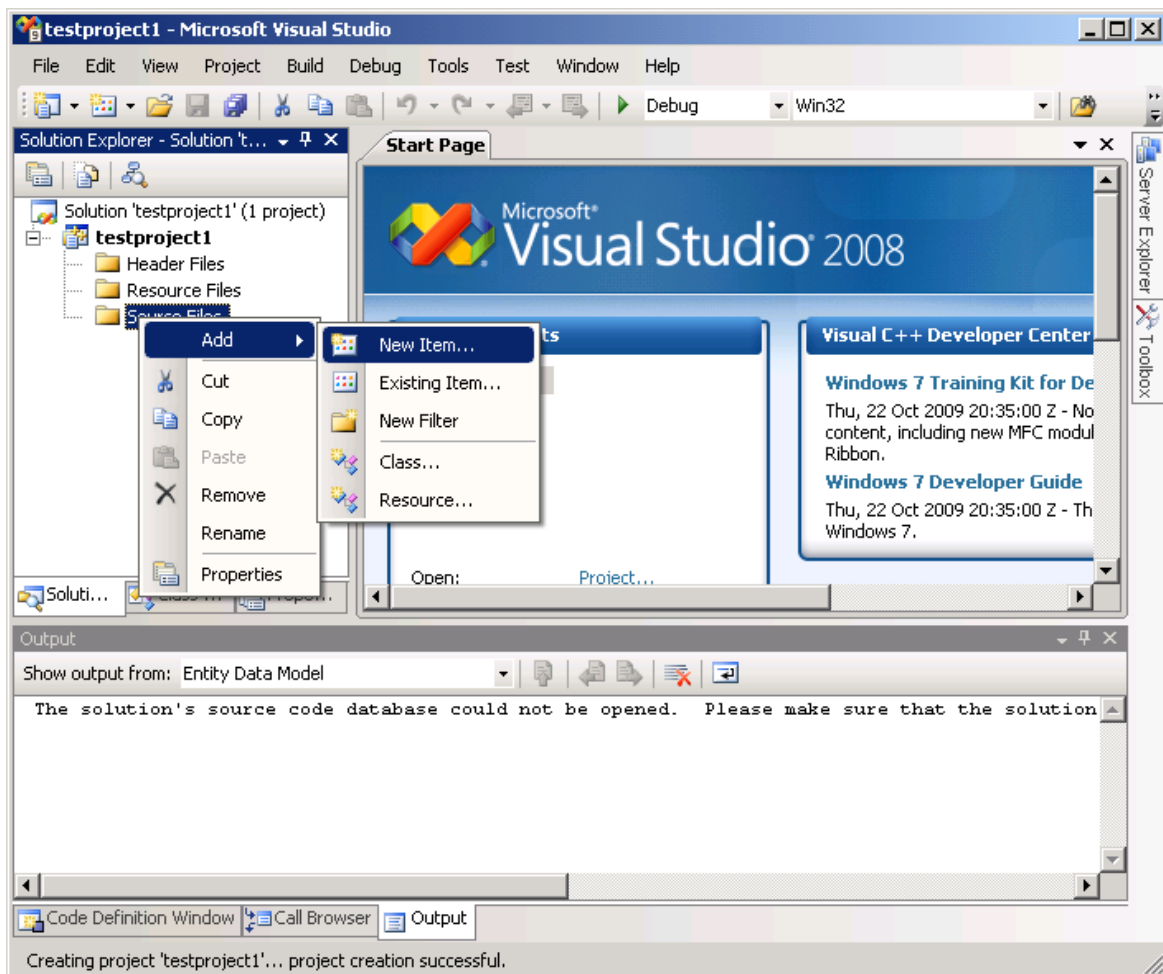 testproject1 - Microsoft Visual Studio
File Edit View Project Build Debug Tools Test Window Help
Debug Win32
Solution Explorer - Solution 't...
Start Page
Solution 'testproject1' (1 project)
testproject1
Header Files
Resource Files
Source Files
Add
Cut
Copy
Paste
Remove
Rename
Properties
New Item...
Existing Item...
New Filter
Class...
Resource...
Microsoft
Visual Studio 2008
ts
Visual C++ Developer Center
Windows 7 Training Kit for De
Thu, 22 Oct 2009 20:35:00 Z - No
content, including new MFC modul
Ribbon.
Windows 7 Developer Guide
Thu, 22 Oct 2009 20:35:00 Z - Th
Windows 7.
Open: Project...
Server Explorer
Toolbox
Soluti...
Output
Show output from: Entity Data Model
The solution's source code database could not be opened. Please make sure that the solution
Code Definition Window Call Browser Output
Creating project 'testproject1'... project creation successful.